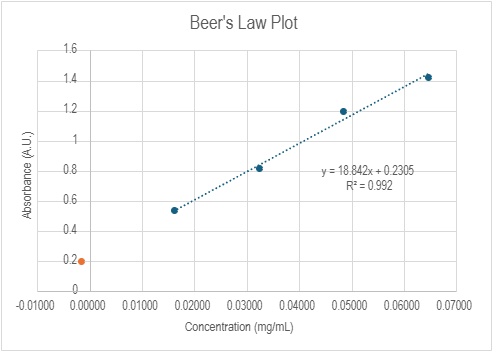 Beer's Law Plot
1.6
1.4
1.2
1
0.8
0.6
0.4
0.2
0
Absorbance (A.U.)
y = 18.842x + 0.2305
R² = 0.992
-0.01000 0.00000 0.01000 0.02000 0.03000 0.04000 0.05000 0.06000 0.07000
Concentration (mg/mL)